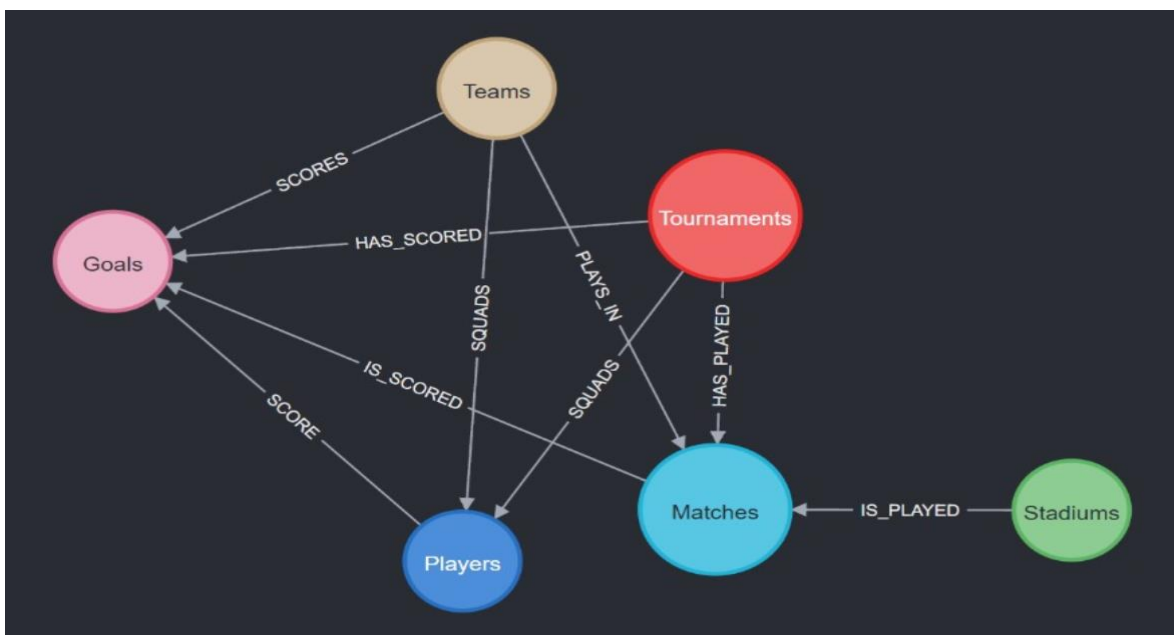 Teams
SCORES
Tournaments
HAS_SCORED
Goals
PLAYS_IN
SQUADS
HAS_PLAYED
IS_SCORED
SQUADS
SCORE
Matches
IS_PLAYED
Stadiums
Players